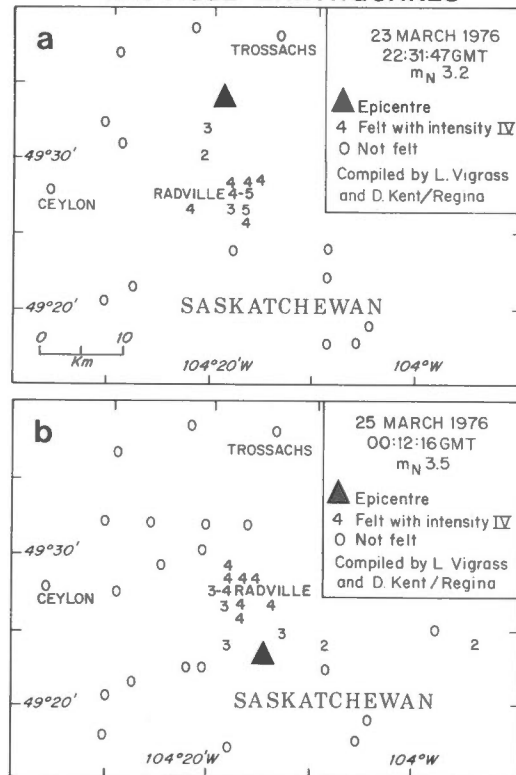 a
TROSSACHS
23 MARCH 1976
22:31:47 GMT
mN 3.2
Epicentre
4 Felt with intensity IV
O Not felt
Compiled by L. Vigrass
and D. Kent/Regina
3
49°30'
2
4 4 4
RADVILLE 4-5
CEYLON
4 3 5
4
49°20'
SASKATCHEWAN
0 10
Km
104°20'W
104°W
b
TROSSACHS
25 MARCH 1976
00:12:16 GMT
mN 3.5
Epicentre
4 Felt with intensity IV
O Not felt
Compiled by L. Vigrass
and D. Kent/Regina
49°30'
4
4 4 4
CEYLON
3-4 RADVILLE
3 4 4
4
3
3 2 2
49°20'
SASKATCHEWAN
104°20'W
104°W